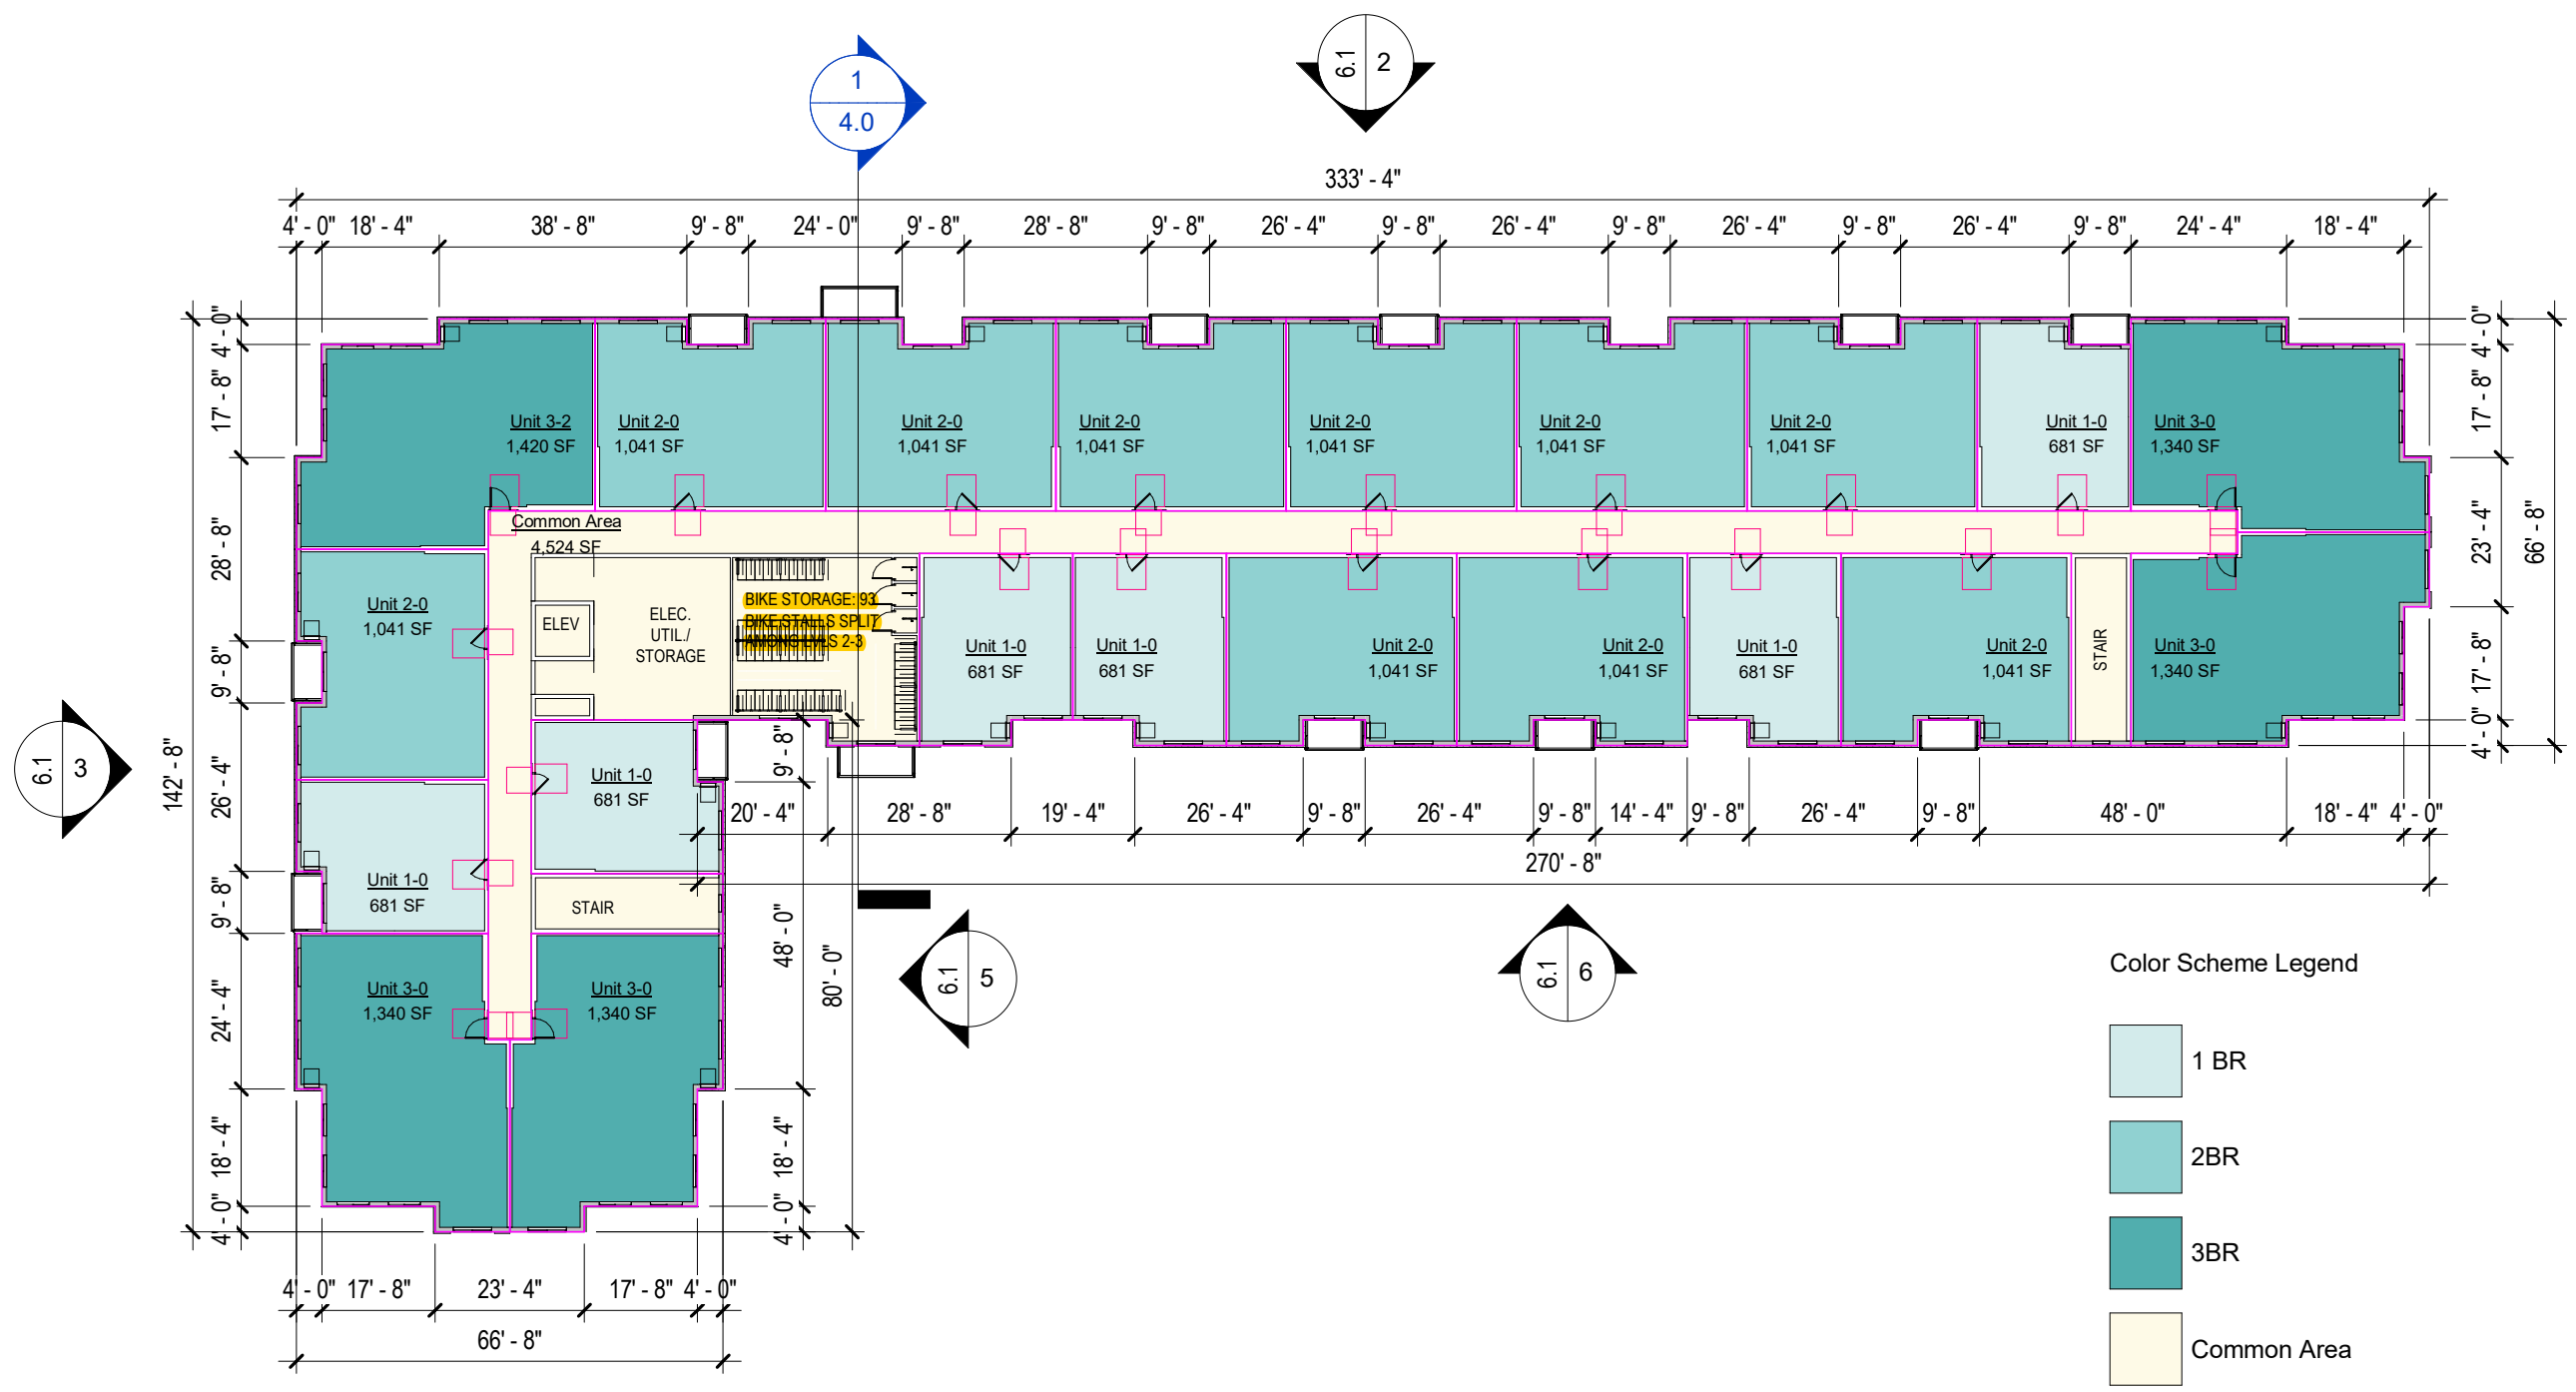 1
4.0
6.1
2
333' - 4"
4' - 0"
18' - 4"
38' - 8"
9' - 8"
24' - 0"
9' - 8"
28' - 8"
9' - 8"
26' - 4"
9' - 8"
26' - 4"
9' - 8"
26' - 4"
9' - 8"
26' - 4"
9' - 8"
24' - 4"
18' - 4"
142' - 8"
4' - 0"
17' - 8"
28' - 8"
9' - 8"
26' - 4"
9' - 8"
24' - 4"
18' - 4"
4' - 0"
Unit 3-2
1,420 SF
Unit 2-0
1,041 SF
Unit 2-0
1,041 SF
Unit 2-0
1,041 SF
Unit 2-0
1,041 SF
Unit 2-0
1,041 SF
Unit 2-0
1,041 SF
Unit 1-0
681 SF
Unit 3-0
1,340 SF
4' - 0"
17' - 8"
23' - 4"
17' - 8"
4' - 0"
66' - 8"
Common Area
4,524 SF
Unit 2-0
1,041 SF
ELEV
ELEC.
UTIL./
STORAGE
BIKE STORAGE: 93
BIKE STALLS SPLIT
AMONG LVLS 2-3
Unit 1-0
681 SF
Unit 1-0
681 SF
Unit 2-0
1,041 SF
Unit 2-0
1,041 SF
Unit 1-0
681 SF
Unit 2-0
1,041 SF
STAIR
Unit 3-0
1,340 SF
6.1
3
Unit 1-0
681 SF
9' - 8"
20' - 4"
28' - 8"
19' - 4"
26' - 4"
9' - 8"
26' - 4"
9' - 8"
14' - 4"
9' - 8"
26' - 4"
9' - 8"
48' - 0"
18' - 4"
4' - 0"
270' - 8"
Unit 1-0
681 SF
STAIR
48' - 0"
80' - 0"
18' - 4"
4' - 0"
6.1
5
6.1
6
Unit 3-0
1,340 SF
Unit 3-0
1,340 SF
4' - 0"
17' - 8"
23' - 4"
17' - 8"
4' - 0"
66' - 8"
Color Scheme Legend
1 BR
2BR
3BR
Common Area